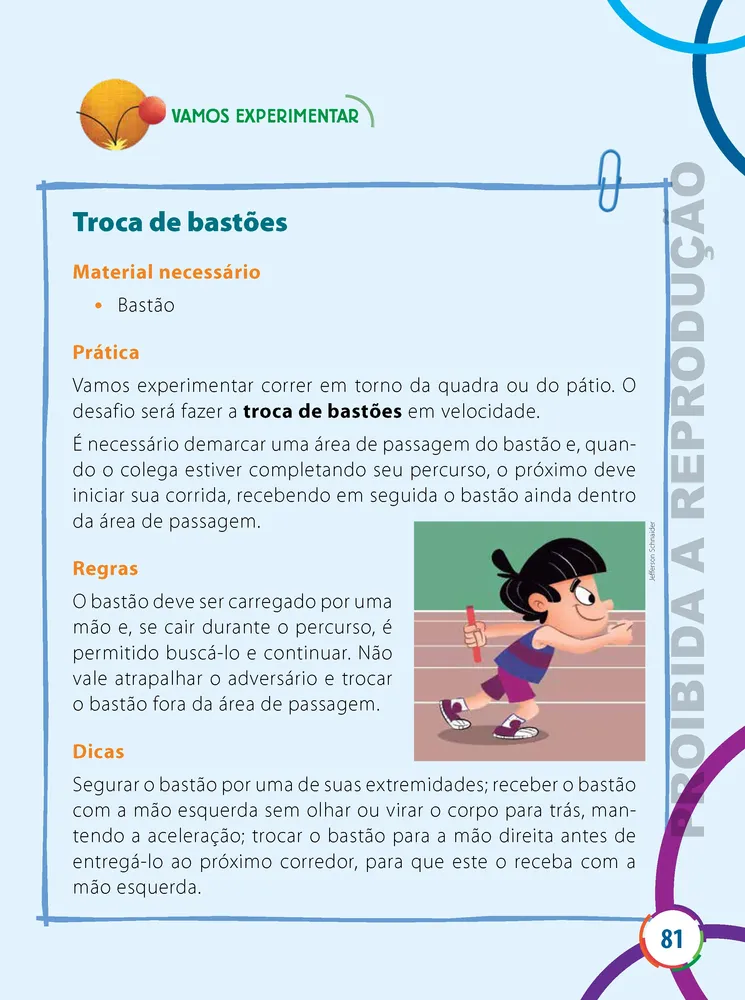 VAMOS EXPERIMENTAR
Troca de bastões
Material necessário
• Bastão
Prática
Vamos experimentar correr em torno da quadra ou do pátio. O
desafio será fazer a troca de bastões em velocidade.
É necessário demarcar uma área de passagem do bastão e, quan-
do o colega estiver completando seu percurso, o próximo deve
iniciar sua corrida, recebendo em seguida o bastão ainda dentro
da área de passagem.
Regras
O bastão deve ser carregado por uma
mão e, se cair durante o percurso, é
permitido buscá-lo e continuar. Não
vale atrapalhar o adversário e trocar
o bastão fora da área de passagem.
Jefferson Schnaider
Dicas
Segurar o bastão por uma de suas extremidades; receber o bastão
com a mão esquerda sem olhar ou virar o corpo para trás, man-
tendo a aceleração; trocar o bastão para a mão direita antes de
entregá-lo ao próximo corredor, para que este o receba com a
mão esquerda.
PROIBIDA A REPRODUÇÃO
81